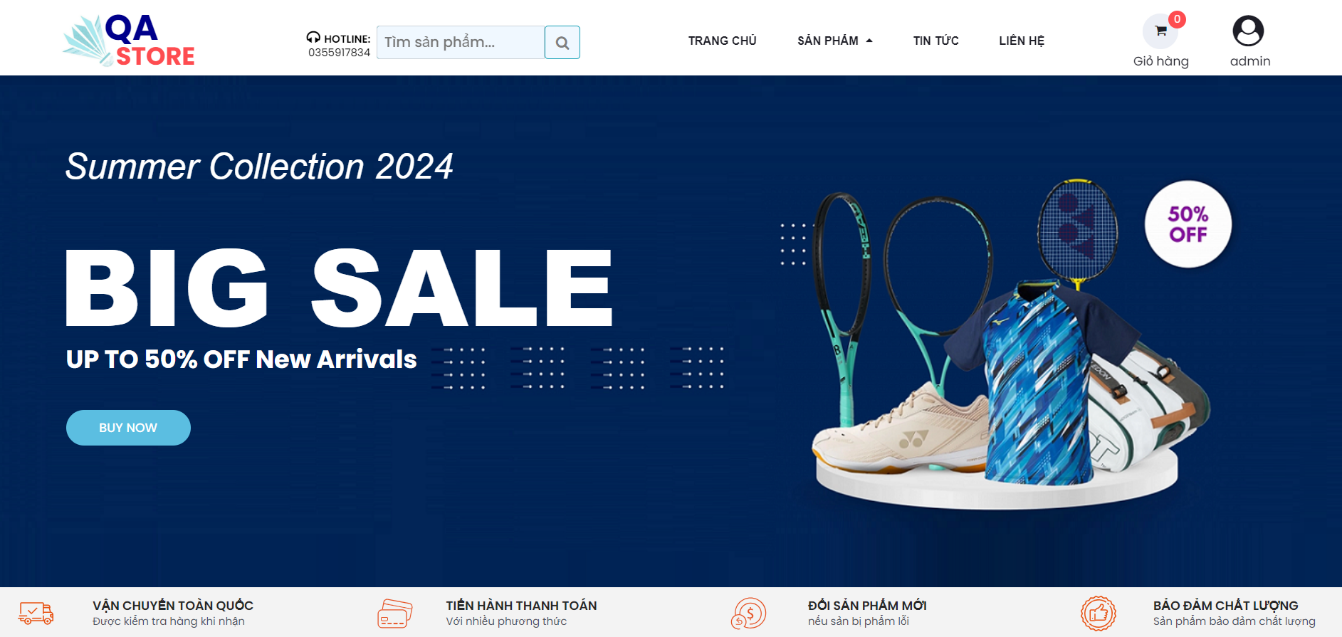 QA
STORE
HOTLINE:
0355917834
Tìm sản phẩm...
TRANG CHỦ
SẢN PHẨM
TIN TỨC
LIÊN HỆ
0
Giỏ hàng
admin
Summer Collection 2024
BIG SALE
UP TO 50% OFF New Arrivals
BUY NOW
50%
OFF
VẬN CHUYỂN TOÀN QUỐC
Được kiểm tra hàng khi nhận
TIẾN HÀNH THANH TOÁN
Với nhiều phương thức
ĐỔI SẢN PHẨM MỚI
nếu sản bị phẩm lỗi
BẢO ĐẢM CHẤT LƯỢNG
Sản phẩm bảo đảm chất lượng